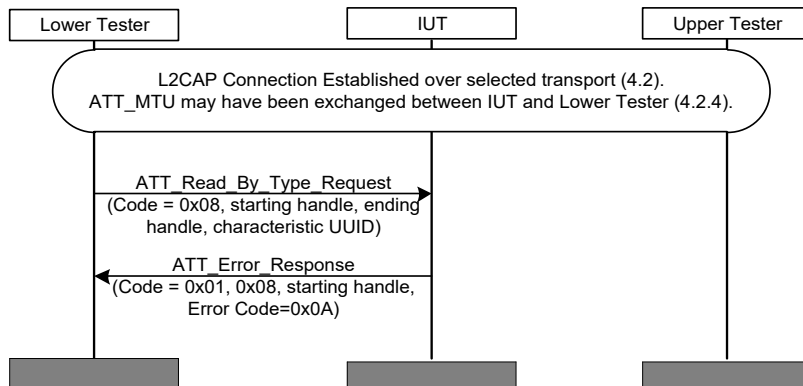 Lower Tester
IUT
Upper Tester
L2CAP Connection Established over selected transport (4.2).
ATT_MTU may have been exchanged between IUT and Lower Tester (4.2.4).
ATT_Read_By_Type_Request
(Code = 0x08, starting handle, ending
handle, characteristic UUID)
ATT_Error_Response
(Code = 0x01, 0x08, starting handle,
Error Code=0x0A)